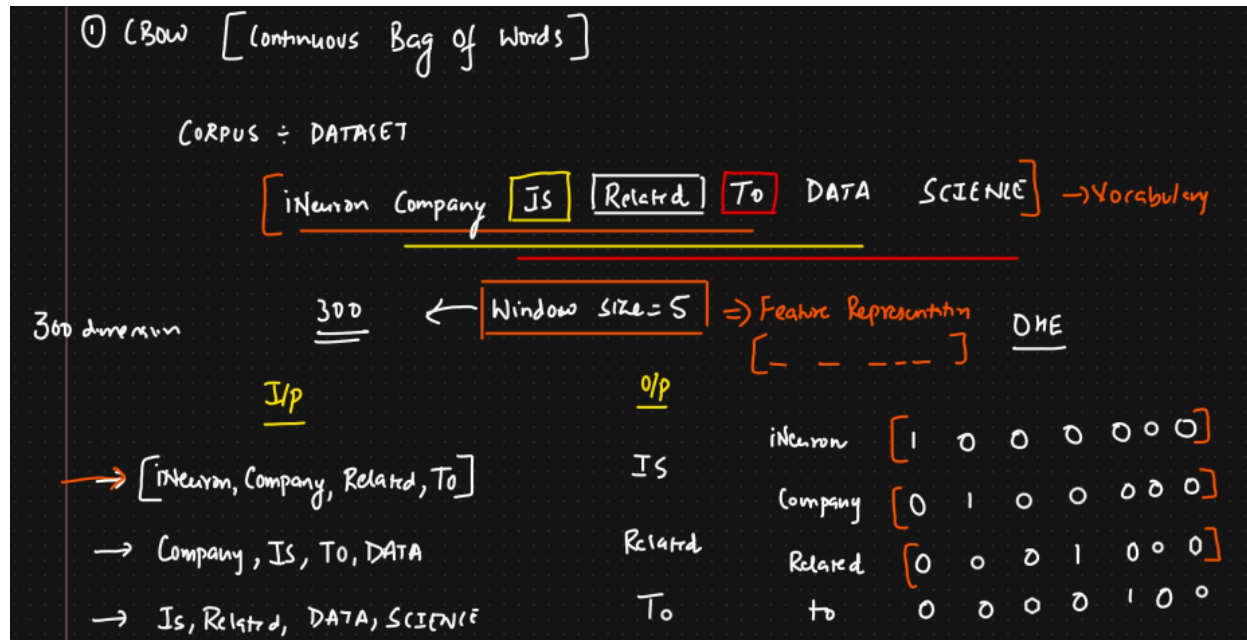 ① CBOW [Continuous Bag Of Words]
CORPUS ÷ DATASET
[iNeuron Company IS Related To DATA SCIENCE] → Vocabulary
300 dimension 300 ← Window size = 5 ⇒ Feature Representation OHE
[_ _ _ _ _]
I/p O/p
iNeuron [1 0 0 0 0 0 0]
→ [iNeuron, Company, Related, To] IS
Company [0 1 0 0 0 0 0]
→ Company, IS, To, DATA Related
Related [0 0 0 1 0 0 0]
→ Is, Related, DATA, SCIENCE To
to 0 0 0 0 1 0 0